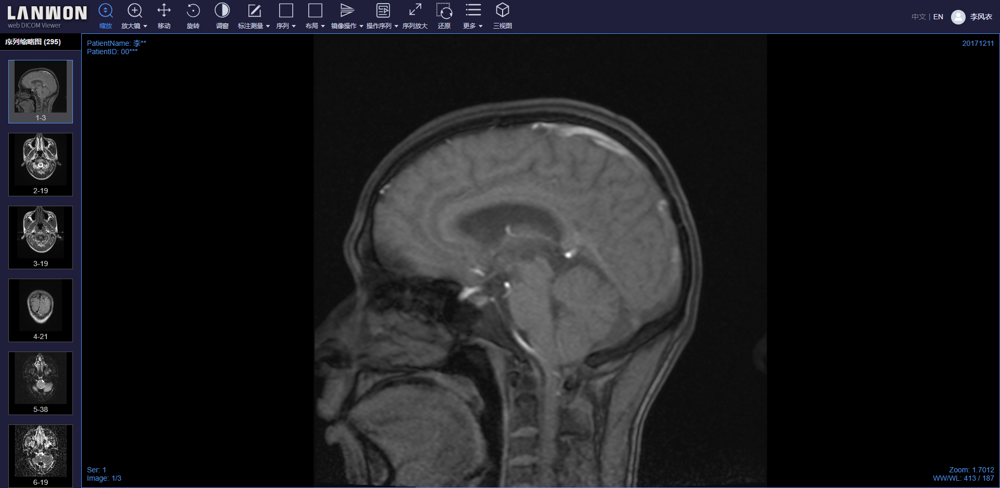 LANWON
web DICOM Viewer
缩放
放大镜
移动
旋转
调窗
标注测量
序列
布局
镜像操作
操作序列
序列放大
还原
更多
三视图
中文 | EN
李风衣
序列缩略图 (295)
1-3
2-19
3-19
4-21
5-38
6-19
PatientName: 李**
PatientID: 00***
20171211
Ser: 1
Image: 1/3
Zoom: 1.7012
WW/WL: 413 / 187